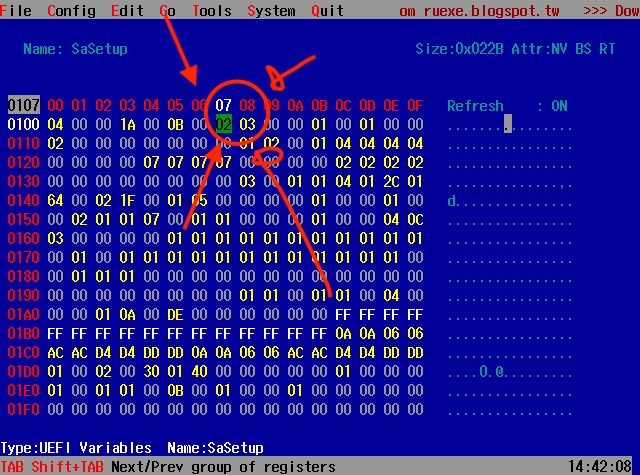 File Config Edit Go Tools System Quit om ruexe.blogspot.tw >>> Dow
Name: SaSetup Size:0x022B Attr:NV BS RT
0107 00 01 02 03 04 05 06 07 08 09 0A 0B 0C 0D 0E 0F Refresh : ON
0100 04 00 00 1A 00 0B 00 02 03 00 00 01 00 01 00 00 ................
0110 02 00 00 00 00 00 00 00 01 02 00 01 04 04 04 04 ................
0120 00 00 00 00 07 07 07 07 00 00 00 00 02 02 02 02 ................
0130 00 00 00 00 00 00 00 00 03 00 01 01 04 01 2C 01 ..............,.
0140 64 00 02 1F 00 01 05 00 00 00 00 01 00 00 01 00 d...............
0150 00 02 01 01 07 00 01 01 00 00 00 01 00 00 04 0C ................
0160 03 00 00 00 00 01 01 01 01 01 01 01 01 01 01 01 ................
0170 00 01 00 01 01 01 01 01 01 01 01 00 00 00 00 00 ................
0180 00 01 01 01 00 00 00 00 00 00 00 00 00 00 00 00 ................
0190 00 00 00 00 00 00 00 00 01 01 00 01 01 00 04 00 ................
01A0 00 00 01 0A 00 DE 00 00 00 00 00 00 FF FF FF FF ................
01B0 FF FF FF FF FF FF FF FF FF FF FF FF 0A 0A 06 06 ................
01C0 AC AC D4 D4 DD DD 0A 0A 06 06 AC AC D4 D4 DD DD ................
01D0 01 00 02 00 30 01 40 00 00 00 00 00 01 00 00 00 ....0.@.........
01E0 01 00 01 01 00 0B 00 01 00 00 01 00 00 00 00 00 ................
01F0 00 00 00 00 00 00 00 00 00 00 00 00 00 00 00 00 ................
Type:UEFI Variables Name:SaSetup
TAB Shift+TAB Next/Prev group of registers 14:42:08